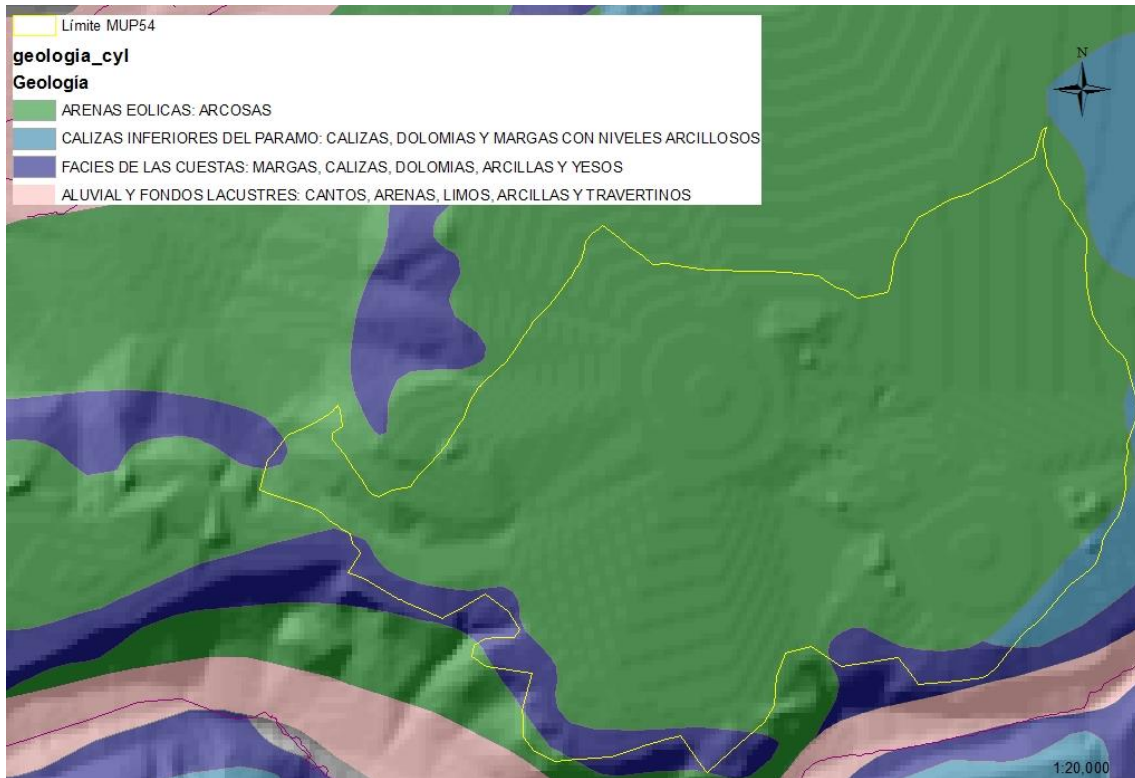 Límite MUP54
geologia_cyl
Geología
ARENAS EOLICAS: ARCOSAS
CALIZAS INFERIORES DEL PARAMO: CALIZAS, DOLOMIAS Y MARGAS CON NIVELES ARCILLOSOS
FACIES DE LAS CUESTAS: MARGAS, CALIZAS, DOLOMIAS, ARCILLAS Y YESOS
ALUVIAL Y FONDOS LACUSTRES: CANTOS, ARENAS, LIMOS, ARCILLAS Y TRAVERTINOS
N
1:20,000